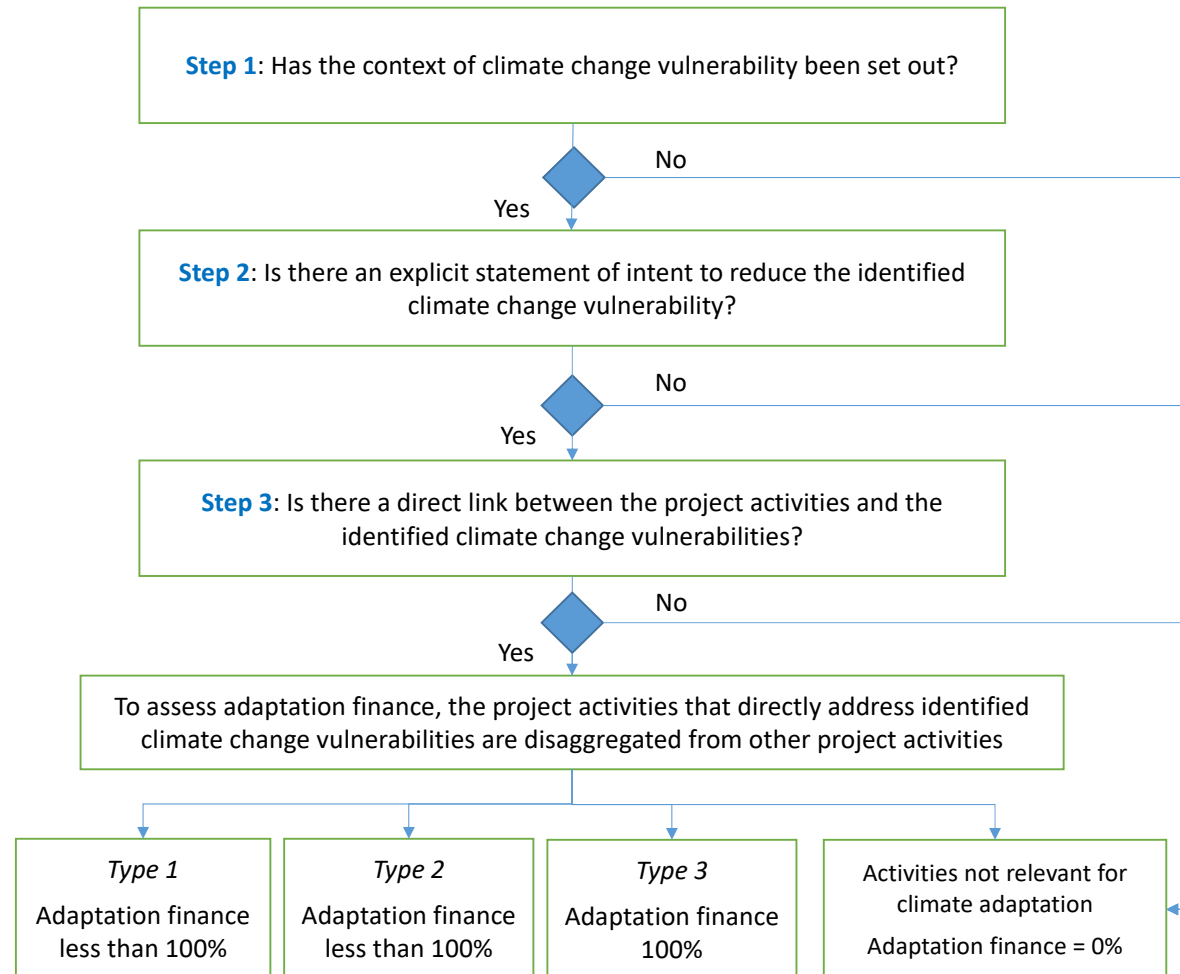 Step 1: Has the context of climate change vulnerability been set out?
No
Yes
Step 2: Is there an explicit statement of intent to reduce the identified
climate change vulnerability?
No
Yes
Step 3: Is there a direct link between the project activities and the
identified climate change vulnerabilities?
No
Yes
To assess adaptation finance, the project activities that directly address identified
climate change vulnerabilities are disaggregated from other project activities
Type 1
Adaptation finance
less than 100%
Type 2
Adaptation finance
less than 100%
Type 3
Adaptation finance
100%
Activities not relevant for
climate adaptation
Adaptation finance = 0%